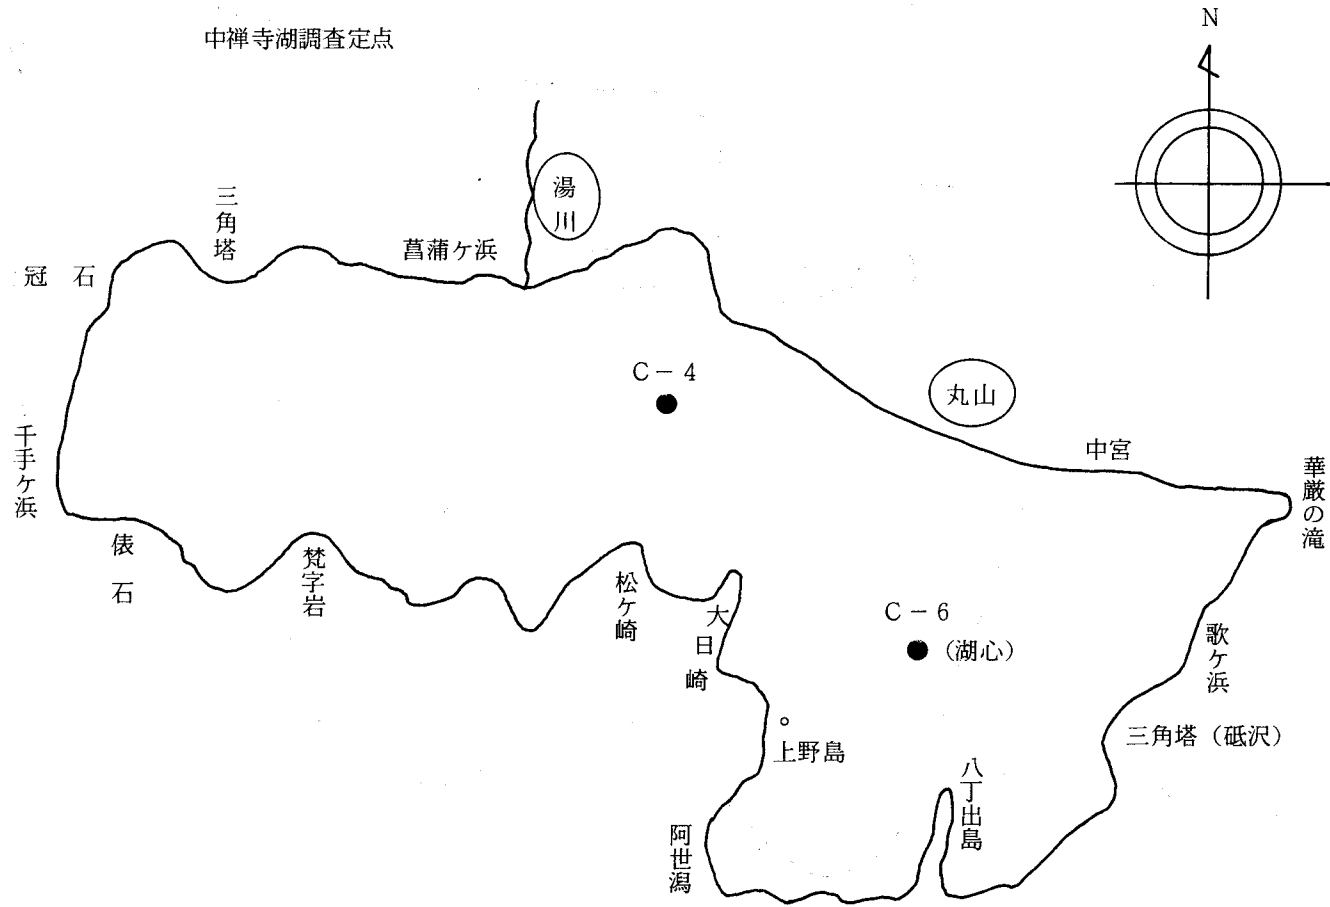 中禅寺湖調査定点
N
湯川
三角塔
菖蒲ケ浜
冠石
C－4
丸山
中宮
千手ケ浜
華厳の滝
俵石
梵字岩
松ケ崎
大日崎
C－6
（湖心）
歌ケ浜
上野島
三角塔（砥沢）
八丁出島
阿世潟